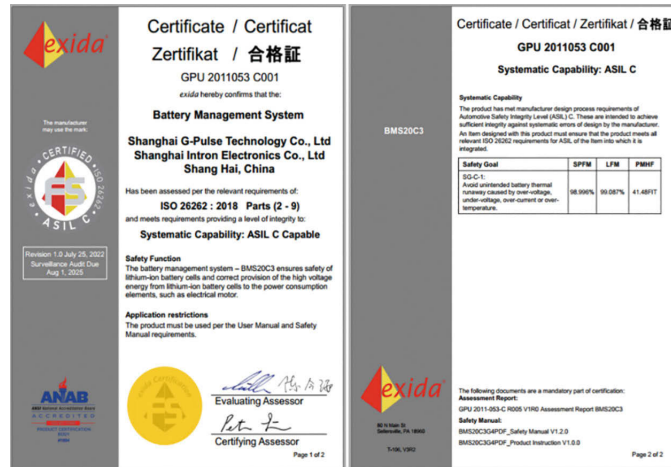 exida
The manufacturer
may use the mark:
exida • CERTIFIED • ISO 26262
FS
ASIL C
Revision 1.0 July 25, 2022
Surveillance Audit Due
Aug 1, 2025
ANAB
ACCREDITED
PRODUCT CERTIFICATION
Certificate / Certificat
Zertifikat / 合格証
GPU 2011053 C001
exida hereby confirms that the:
Battery Management System
Shanghai G-Pulse Technology Co., Ltd
Shanghai Intron Electronics Co., Ltd
Shang Hai, China
Has been assessed per the relevant requirements of:
ISO 26262 : 2018 Parts (2 - 9)
and meets requirements providing a level of integrity to:
Systematic Capability: ASIL C Capable
Safety Function
The battery management system – BMS20C3 ensures safety of
lithium-ion battery cells and correct provision of the high voltage
energy from lithium-ion battery cells to the power consumption
elements, such as electrical motor.
Application restrictions
The product must be used per the User Manual and Safety
Manual requirements.
Evaluating Assessor
Certifying Assessor
Page 1 of 2
BMS20C3
exida
80 N Main St
Sellersville, PA 18960
T-106, V3R2
Certificate / Certificat / Zertifikat / 合格証
GPU 2011053 C001
Systematic Capability: ASIL C
Systematic Capability
The product has met manufacturer design process requirements of
Automotive Safety Integrity Level (ASIL) C. These are intended to achieve
sufficient integrity against systematic errors of design by the manufacturer.
An Item designed with this product must ensure that the product meets all
relevant ISO 26262 requirements for ASIL of the Item into which it is
integrated.
Safety Goal SPFM LFM PMHF
SG-C-1:
Avoid unintended battery thermal
runaway caused by over-voltage,
under-voltage, over-current or over-
temperature.
98.996% 99.087% 41.48FIT
The following documents are a mandatory part of certification:
Assessment Report:
GPU 2011-053-C R005 V1R0 Assessment Report BMS20C3
Safety Manual:
BMS20C3G4PDF_Safety Manual V1.2.0
BMS20C3G4PDF_Product Instruction V1.0.0
Page 2 of 2